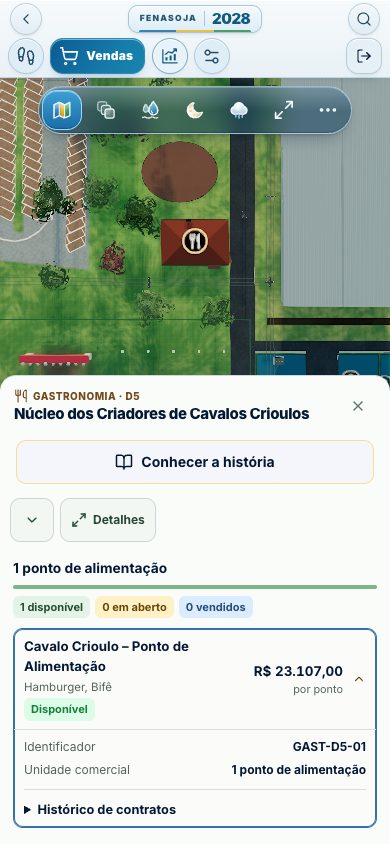 FENASOJA 2028
Vendas
GASTRONOMIA · D5
Núcleo dos Criadores de Cavalos Crioulos
Conhecer a história
Detalhes
1 ponto de alimentação
1 disponível 0 em aberto 0 vendidos
Cavalo Crioulo – Ponto de
Alimentação
Hamburger, Bifê
Disponível
R$ 23.107,00
por ponto
Identificador GAST-D5-01
Unidade comercial 1 ponto de alimentação
Histórico de contratos